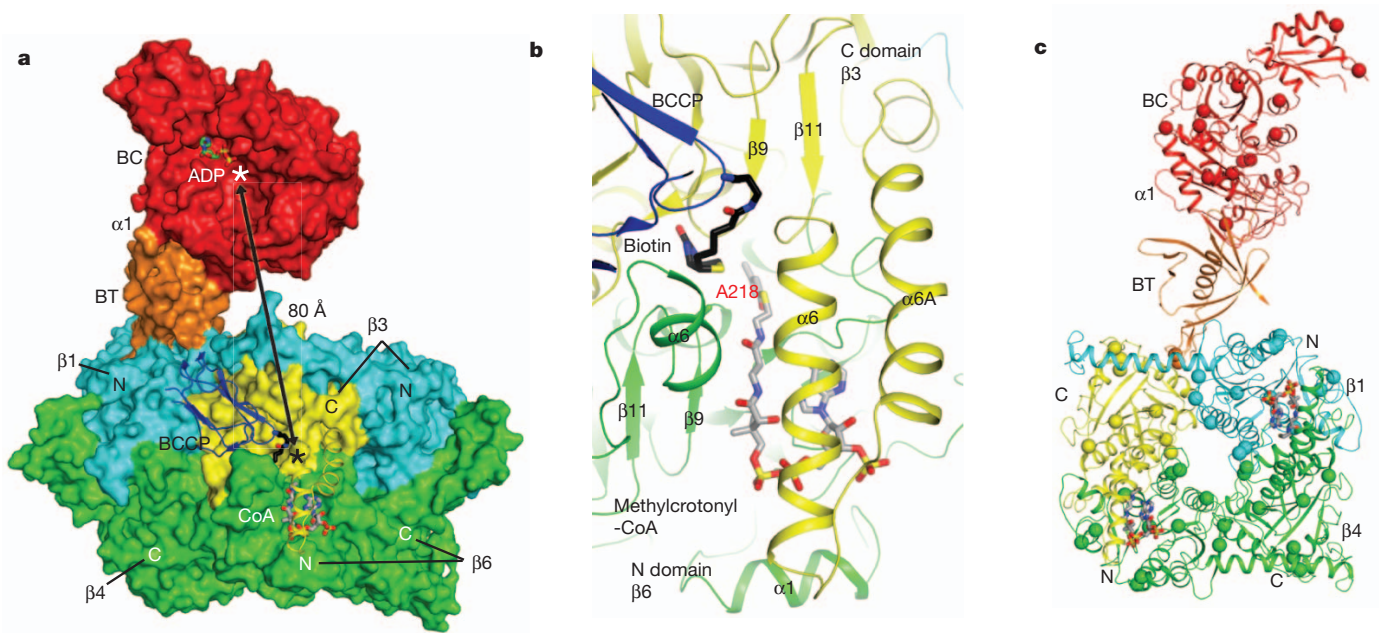 a
BC
ADP
*
α1
BT
80 Å
β3
β1
N
N
C
BCCP
*
CoA
C
C
N
β4
β6
b
C domain
β3
BCCP
β11
β9
Biotin
A218
α6A
α6
α6
β11
β9
Methylcrotonyl
-CoA
N domain
β6
α1
c
BC
α1
BT
N
C
β1
β4
N
C